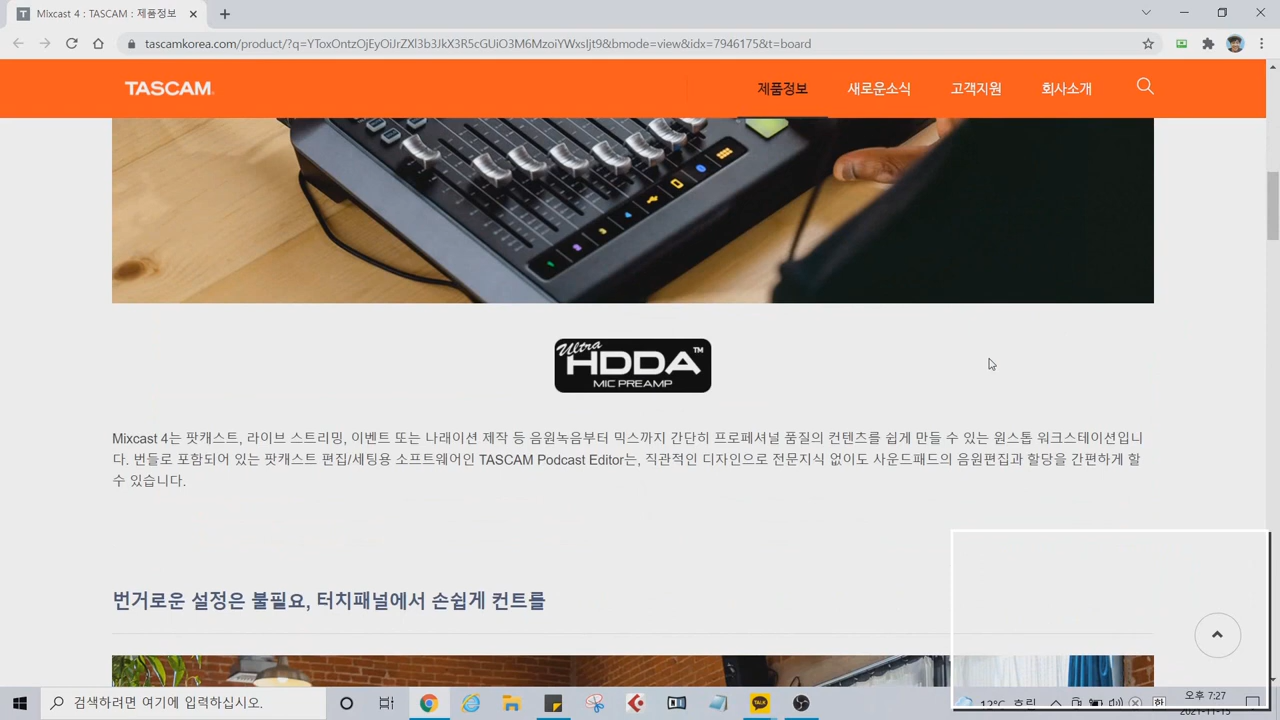 Mixcast 4 : TASCAM : 제품정보
tascamkorea.com/product/?q=YToxOntzOjEyOiJrZXl3b3JkX3R5cGUiO3M6MzoiYWxsIjt9&bmode=view&idx=7946175&t=board
TASCAM
제품정보 새로운소식 고객지원 회사소개
Ultra
HDDA™
MIC PREAMP
Mixcast 4는 팟캐스트, 라이브 스트리밍, 이벤트 또는 나래이션 제작 등 음원녹음부터 믹스까지 간단히 프로페셔널 품질의 컨텐츠를 쉽게 만들 수 있는 원스톱 워크스테이션입니
다. 번들로 포함되어 있는 팟캐스트 편집/세팅용 소프트웨어인 TASCAM Podcast Editor는, 직관적인 디자인으로 전문지식 없이도 사운드패드의 음원편집과 할당을 간편하게 할
수 있습니다.
번거로운 설정은 불필요, 터치패널에서 손쉽게 컨트롤
검색하려면 여기에 입력하십시오.
TALK
12°C 흐림
한
오후 7:27
2021-11-15